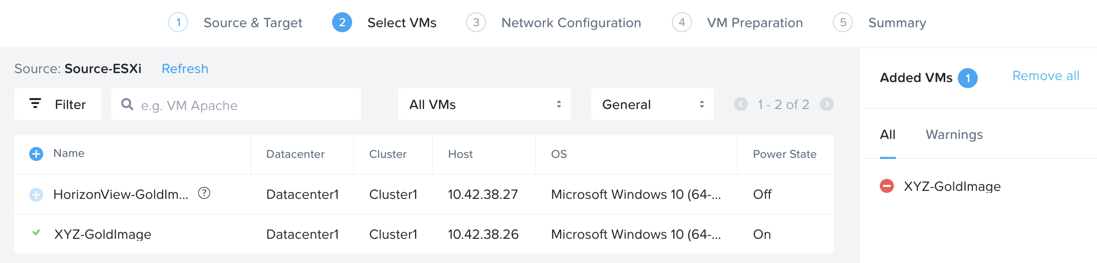 1 Source & Target 2 Select VMs 3 Network Configuration 4 VM Preparation 5 Summary
Source: Source-ESXi Refresh
Filter e.g. VM Apache All VMs General 1 - 2 of 2
Name Datacenter Cluster Host OS Power State
HorizonView-GoldIm... ? Datacenter1 Cluster1 10.42.38.27 Microsoft Windows 10 (64-... Off
XYZ-GoldImage Datacenter1 Cluster1 10.42.38.26 Microsoft Windows 10 (64-... On
Added VMs 1 Remove all
All Warnings
XYZ-GoldImage